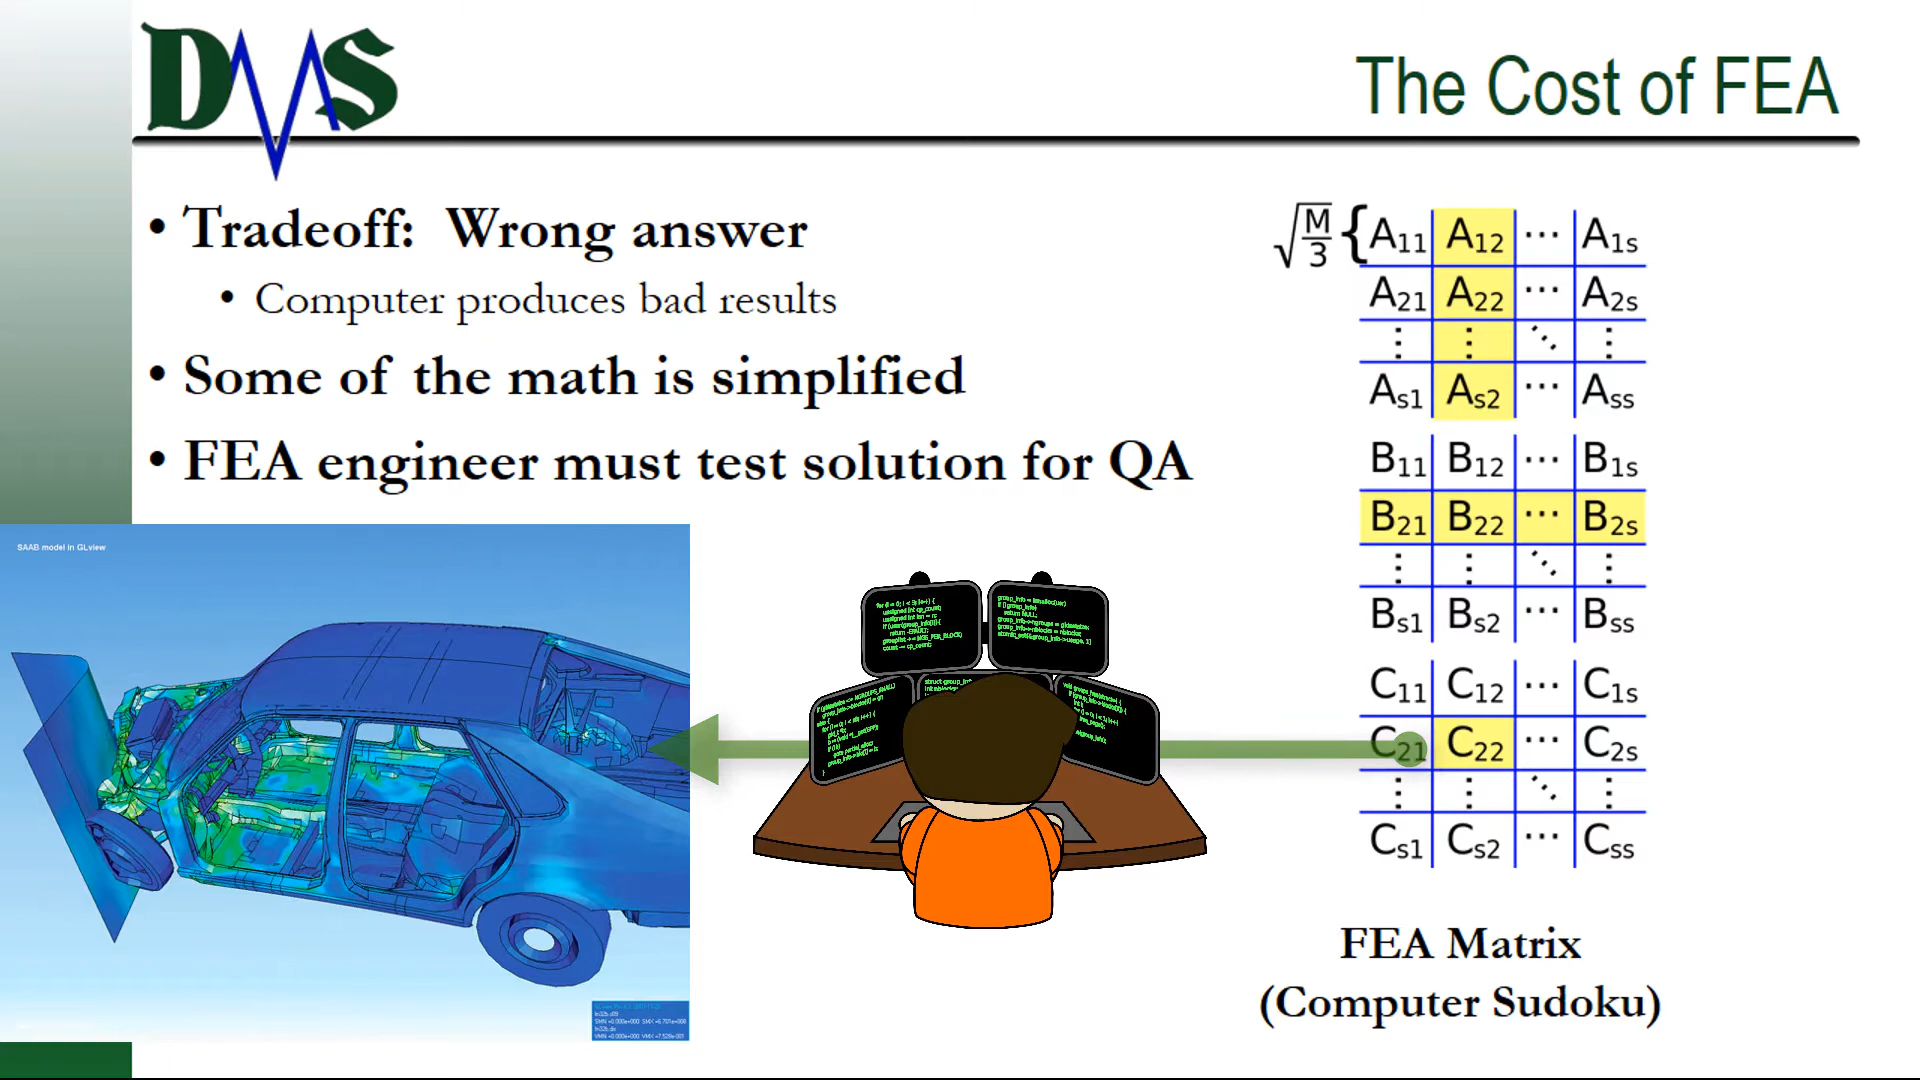 DMS
The Cost of FEA
• Tradeoff: Wrong answer
• Computer produces bad results
• Some of the math is simplified
• FEA engineer must test solution for QA
SAAB model in GLview
√M/3 { A11 A12 ⋯ A1s
A21 A22 ⋯ A2s
⋮ ⋮ ⋱ ⋮
As1 As2 ⋯ Ass
B11 B12 ⋯ B1s
B21 B22 ⋯ B2s
⋮ ⋮ ⋱ ⋮
Bs1 Bs2 ⋯ Bss
C11 C12 ⋯ C1s
C21 C22 ⋯ C2s
⋮ ⋮ ⋱ ⋮
Cs1 Cs2 ⋯ Css
FEA Matrix
(Computer Sudoku)